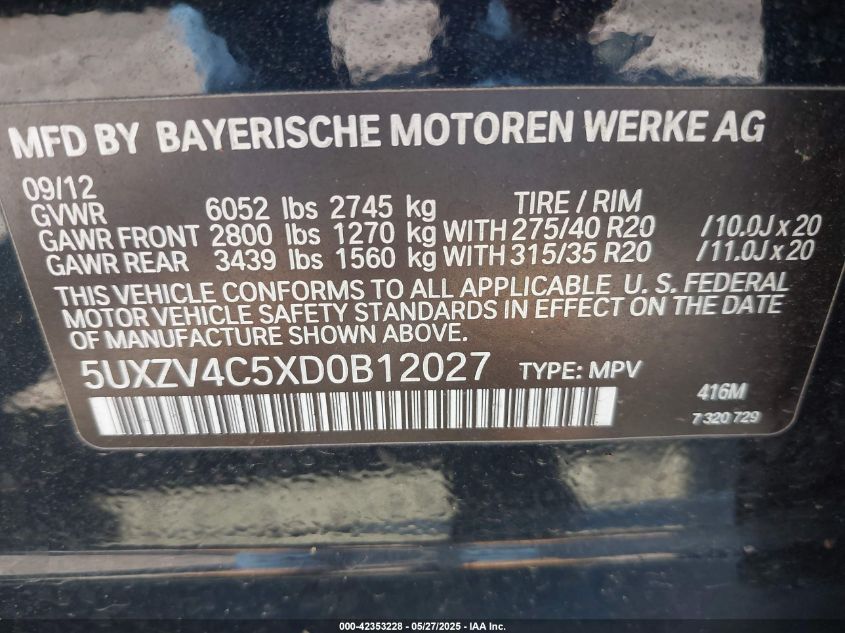 MFD BY BAYERISCHE MOTOREN WERKE AG
09/12
GVWR 6052 lbs 2745 kg TIRE / RIM
GAWR FRONT 2800 lbs 1270 kg WITH 275/40 R20 /10.0J x 20
GAWR REAR 3439 lbs 1560 kg WITH 315/35 R20 /11.0J x 20
THIS VEHICLE CONFORMS TO ALL APPLICABLE U. S. FEDERAL
MOTOR VEHICLE SAFETY STANDARDS IN EFFECT ON THE DATE
OF MANUFACTURE SHOWN ABOVE.
5UXZV4C5XD0B12027 TYPE: MPV
416M
7 320 729
000-42353228 - 05/27/2025 - IAA Inc.